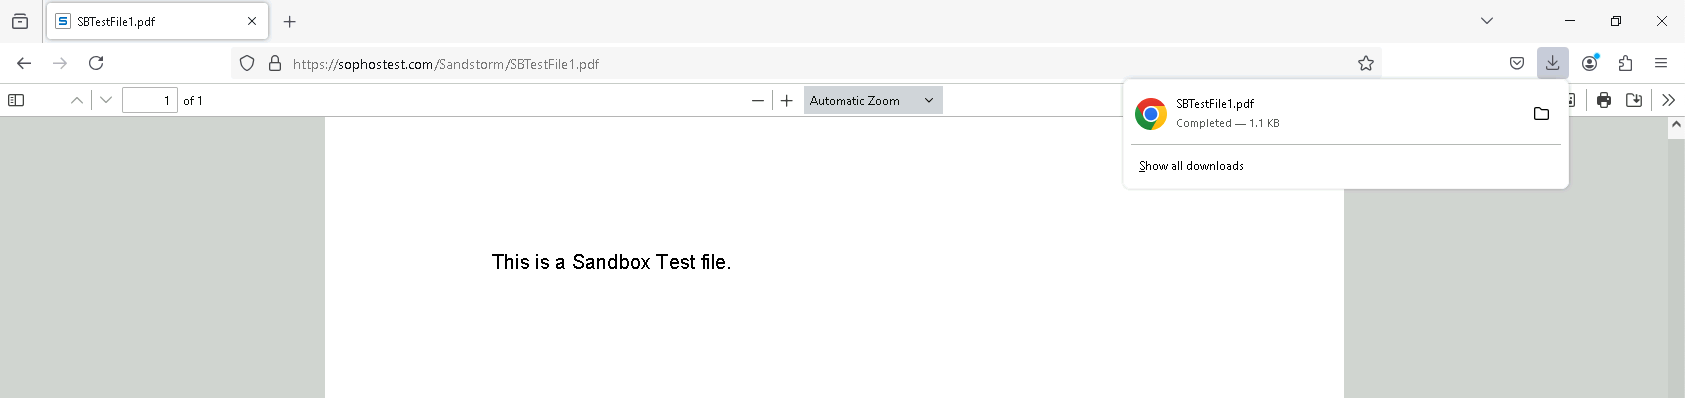 SBTestFile1.pdf
https://sophostest.com/Sandstorm/SBTestFile1.pdf
1 of 1
Automatic Zoom
SBTestFile1.pdf
Completed — 1.1 KB
Show all downloads
This is a Sandbox Test file.